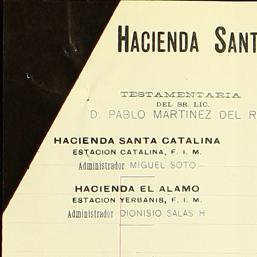 HACIENDA SANT
TESTAMENTARIA
DEL SR. LIC.
D. PABLO MARTINEZ DEL R
HACIENDA SANTA CATALINA
ESTACION CATALINA, F. I. M.
Administrador MIGUEL SOTO.
HACIENDA EL ALAMO
ESTACION YERBANIS, F. I. M.
Administrador DIONISIO SALAS H